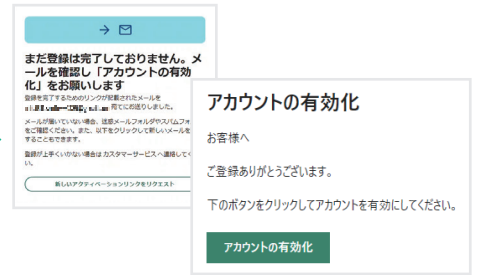 まだ登録は完了しておりません。メ
ールを確認し「アカウントの有効
化」をお願いします
登録を完了するためのリンクが記載されたメールを
にお送りしました。
メールが届いていない場合、迷惑メールフォルダやスパムフォ
をご確認ください。また、以下をクリックして新しいメールを
することもできます。
登録が上手くいかない場合は カスタマーサービス へ連絡してく
い。
新しいアクティベーションリンクをリクエスト
アカウントの有効化
お客様へ
ご登録ありがとうございます。
下のボタンをクリックしてアカウントを有効にしてください。
アカウントの有効化